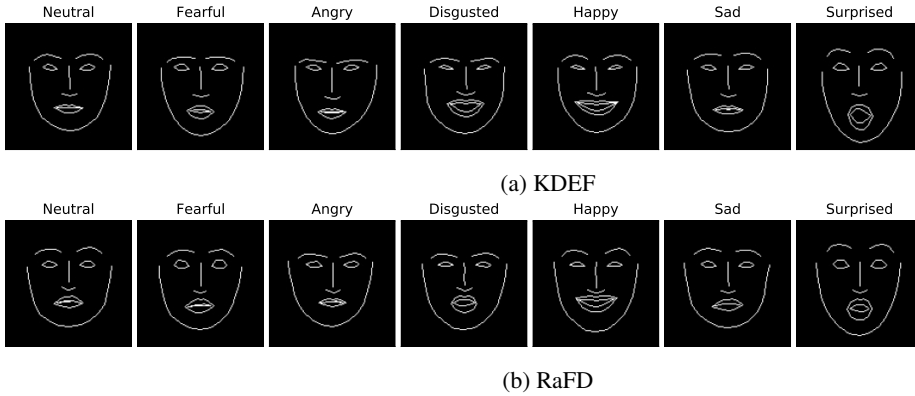 Neutral Fearful Angry Disgusted Happy Sad Surprised
(a) KDEF
Neutral Fearful Angry Disgusted Happy Sad Surprised
(b) RaFD